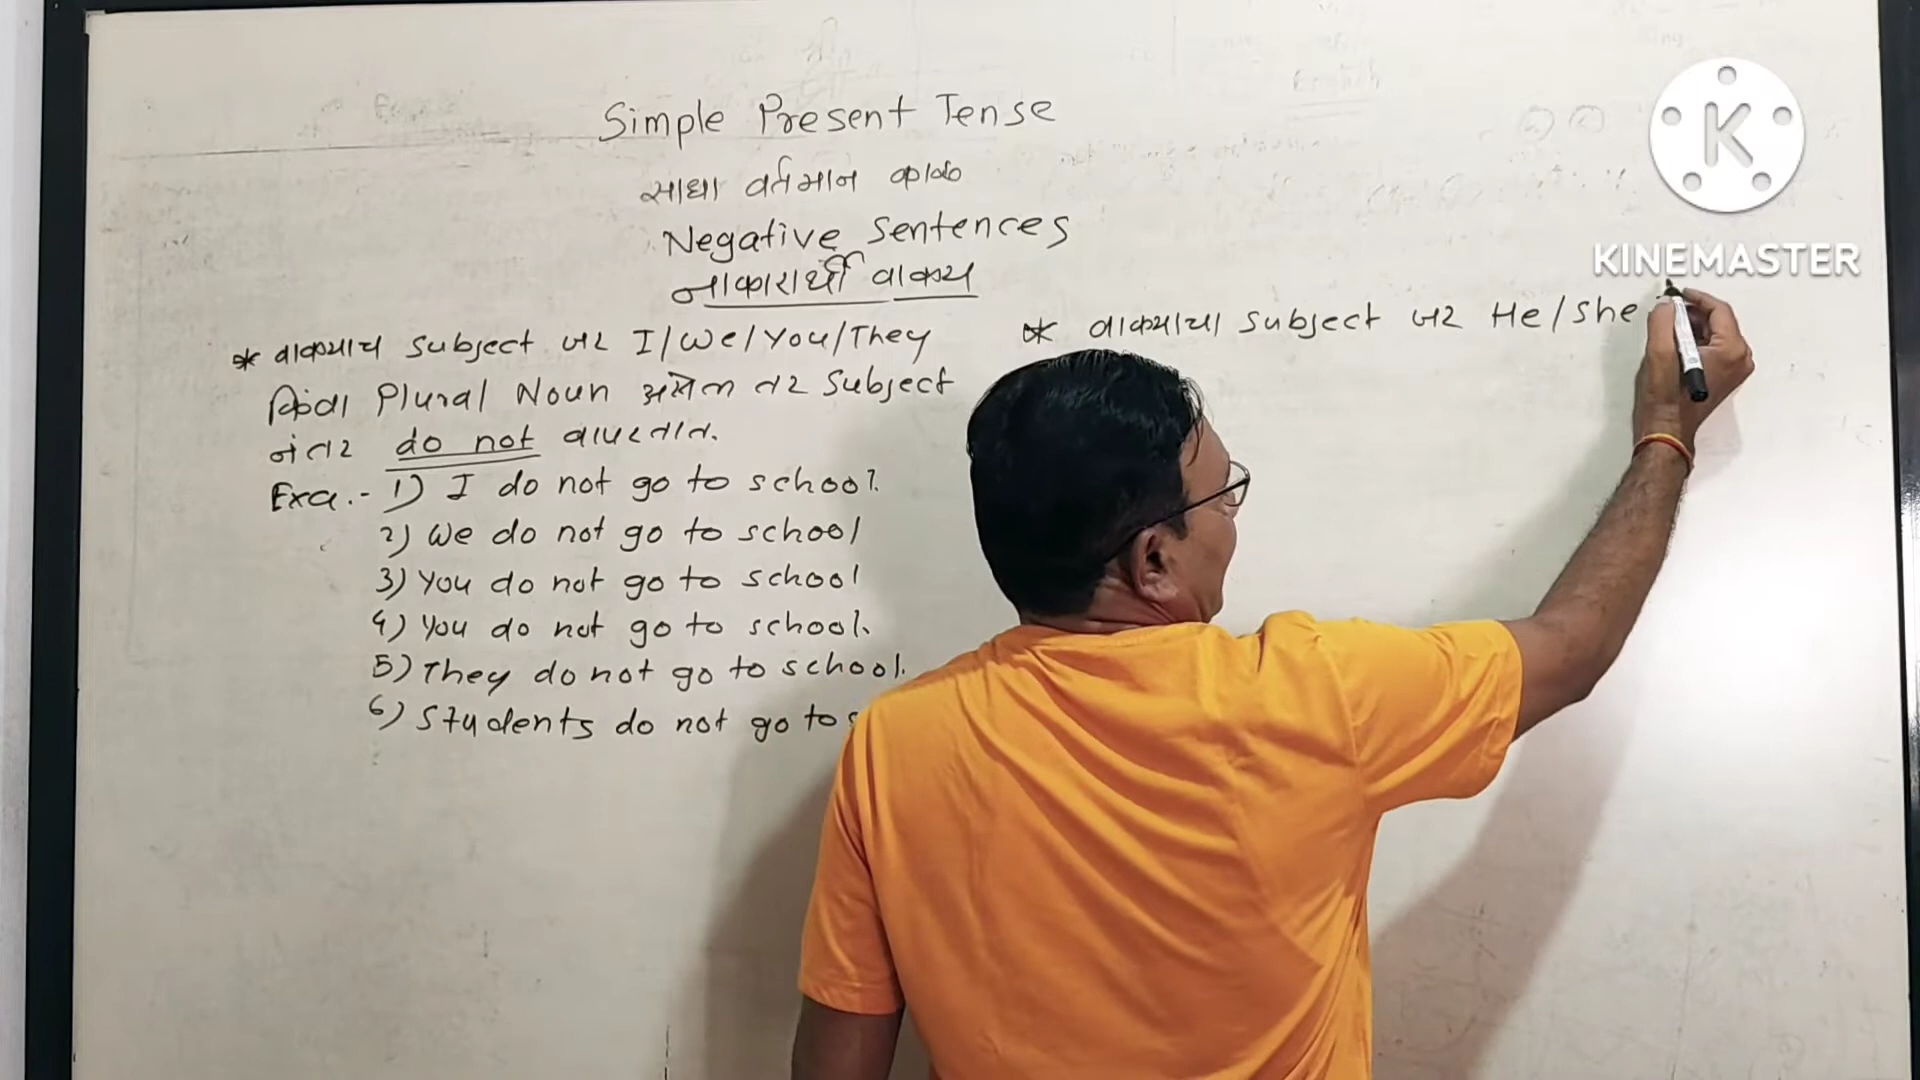 Simple Present Tense
साधा वर्तमान काळ
Negative Sentences
नाकारार्थी वाक्य
* वाक्याचा subject जर I/We/You/They
किंवा Plural Noun असेल तर Subject
नंतर do not वापरतात.
Exa.- 1) I do not go to school.
2) We do not go to school
3) You do not go to school
4) You do not go to school.
5) They do not go to school.
6) Students do not go to s
* वाक्याचा subject जर He/She
K
KINEMASTER